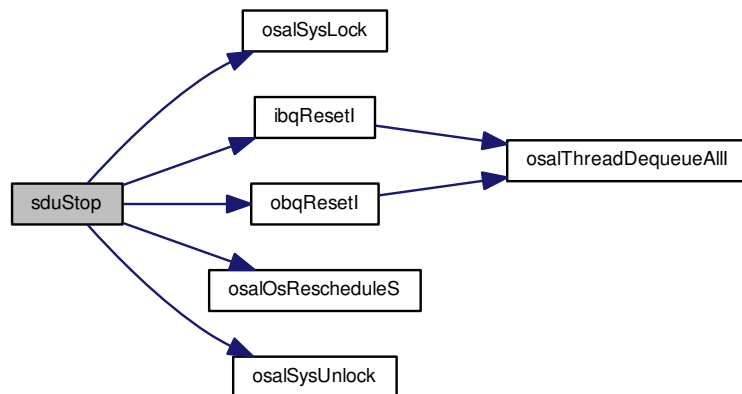 osalSysLock
ibqResetI
osalThreadDequeueAllI
sduStop
obqResetI
osalOsRescheduleS
osalSysUnlock